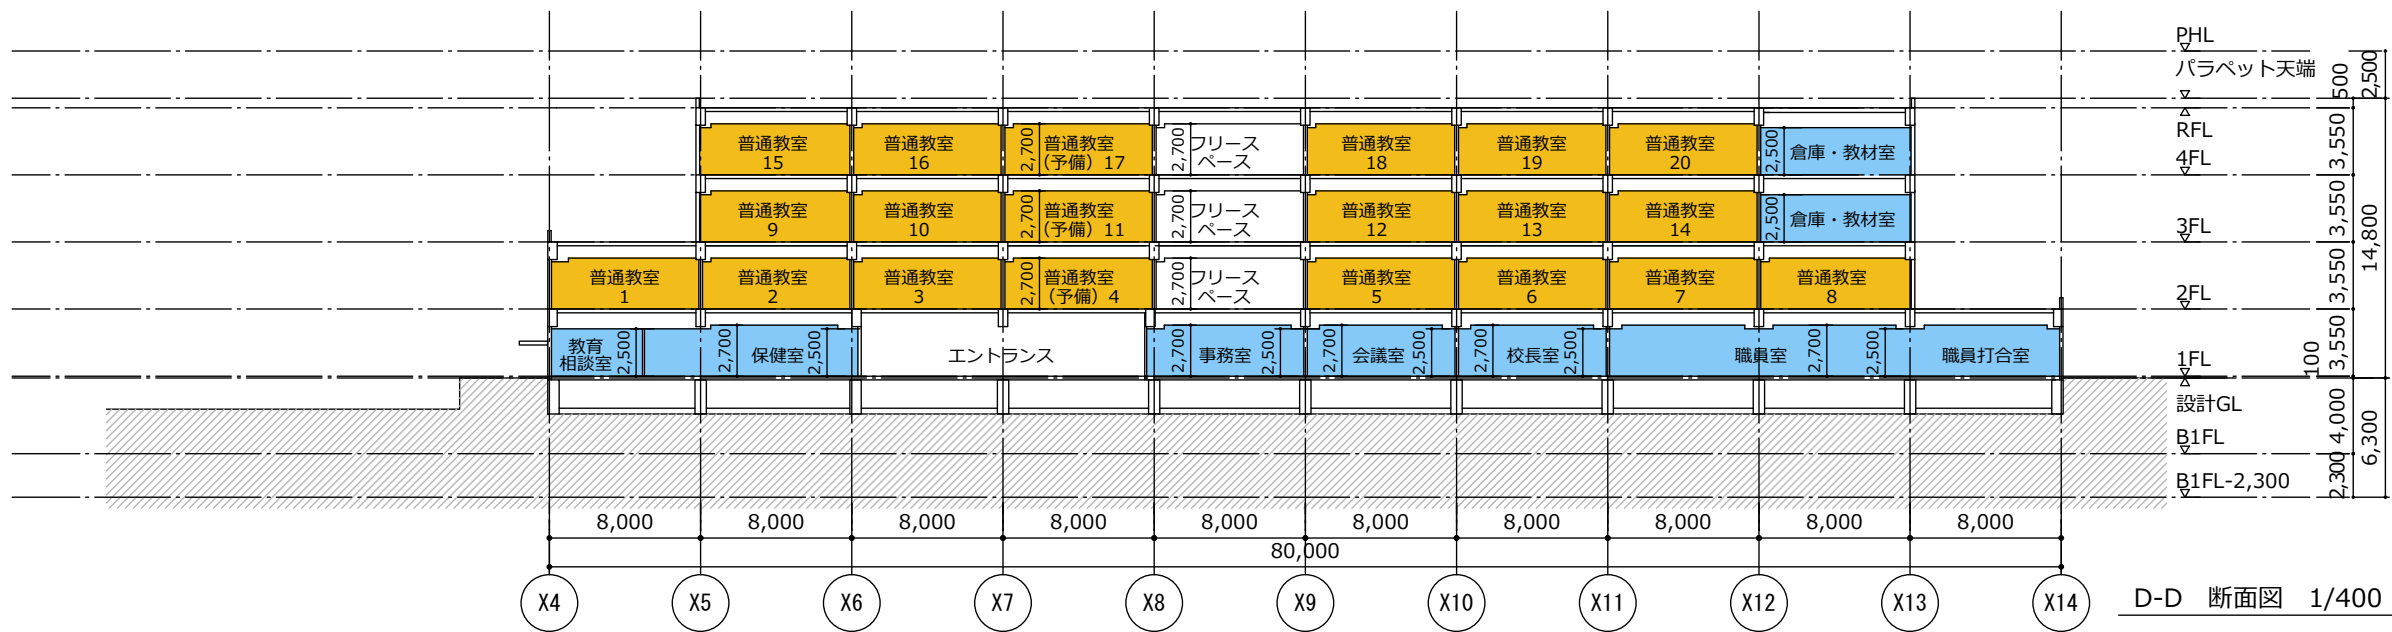 PHL
パラペット天端
500
2,500
RFL
3,550
4FL
3,550
3FL
3,550
14,800
2FL
3,550
1FL
100
設計GL
4,000
B1FL
6,300
2,300
B1FL-2,300
普通教室
15
普通教室
16
2,700
普通教室
(予備) 17
2,700
フリース
ペース
普通教室
18
普通教室
19
普通教室
20
2,500
倉庫・教材室
普通教室
9
普通教室
10
2,700
普通教室
(予備) 11
2,700
フリース
ペース
普通教室
12
普通教室
13
普通教室
14
2,500
倉庫・教材室
普通教室
1
普通教室
2
普通教室
3
2,700
普通教室
(予備) 4
2,700
フリース
ペース
普通教室
5
普通教室
6
普通教室
7
普通教室
8
教育
相談室
2,500
2,700
保健室
2,500
エントランス
2,700
事務室
2,500
2,700
会議室
2,500
2,700
校長室
2,500
職員室
2,700
2,500
職員打合室
8,000
8,000
8,000
8,000
8,000
8,000
8,000
8,000
8,000
8,000
80,000
X4
X5
X6
X7
X8
X9
X10
X11
X12
X13
X14
D-D 断面図 1/400